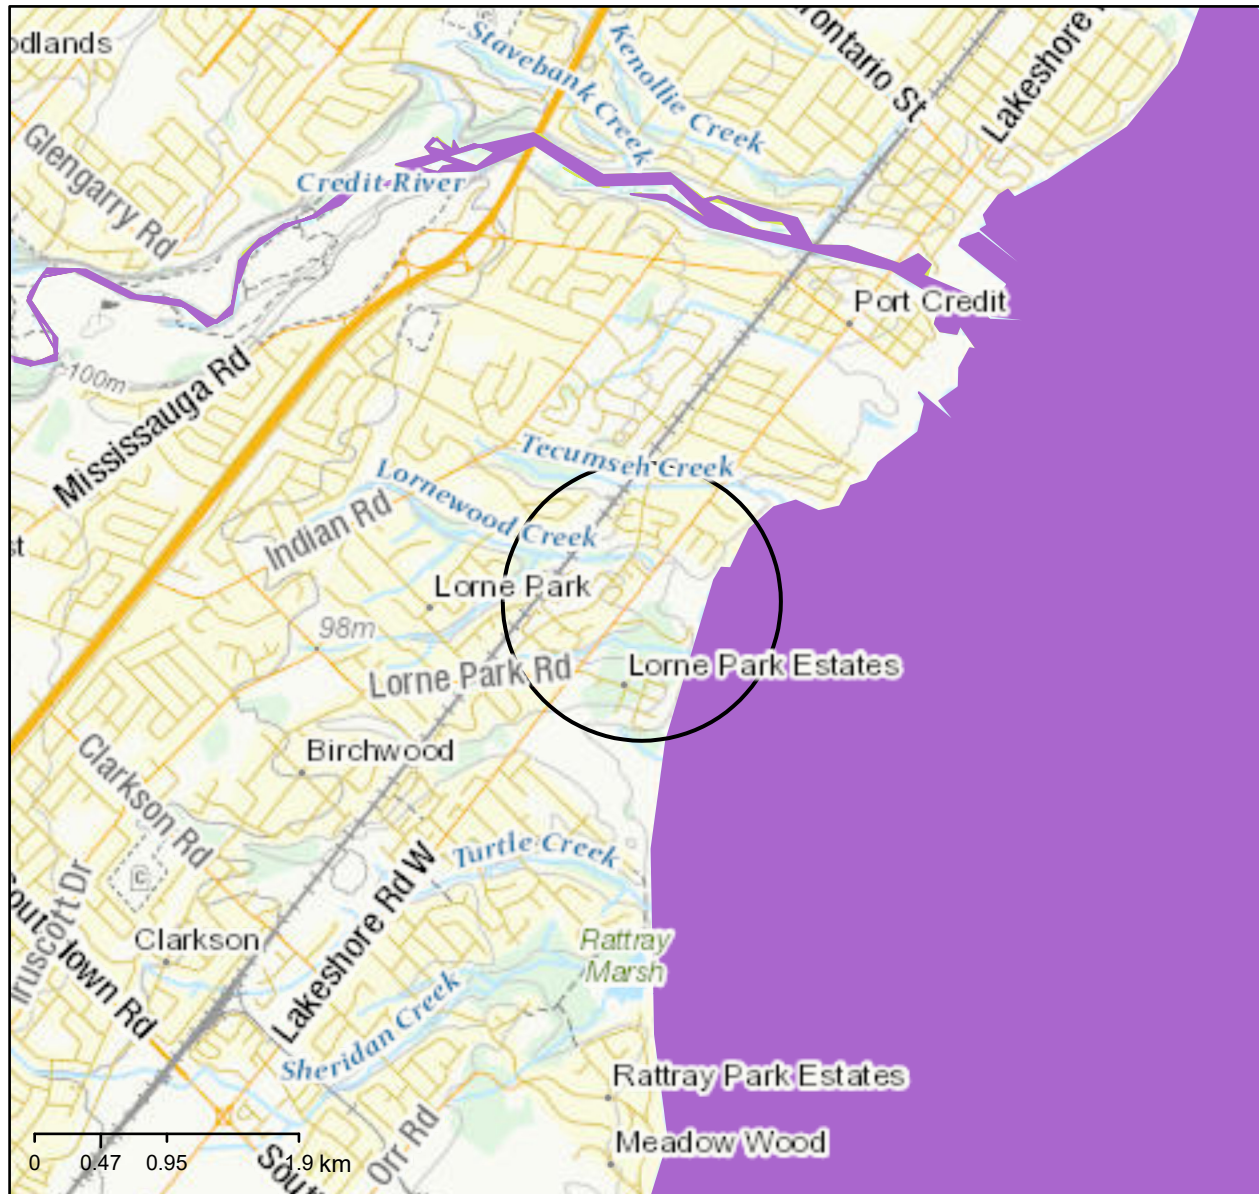 odlands
Stavebank Creek
Kenollie Creek
Lakeshore
Glengarry Rd
Credit River
Port Credit
100m
Mississauga Rd
Tecumseh Creek
Lornewood Creek
Indian Rd
st
Lorne Park
98m
Lorne Park Rd
Lorne Park Estates
Birchwood
Clarkson Rd
Turtle Creek
C
Truscott Dr
Clarkson
Lakeshore Rd W
Rattray
Marsh
Sheridan Creek
Rattray Park Estates
Orr Rd
Meadow Wood
0 0.47 0.95 1.9 km